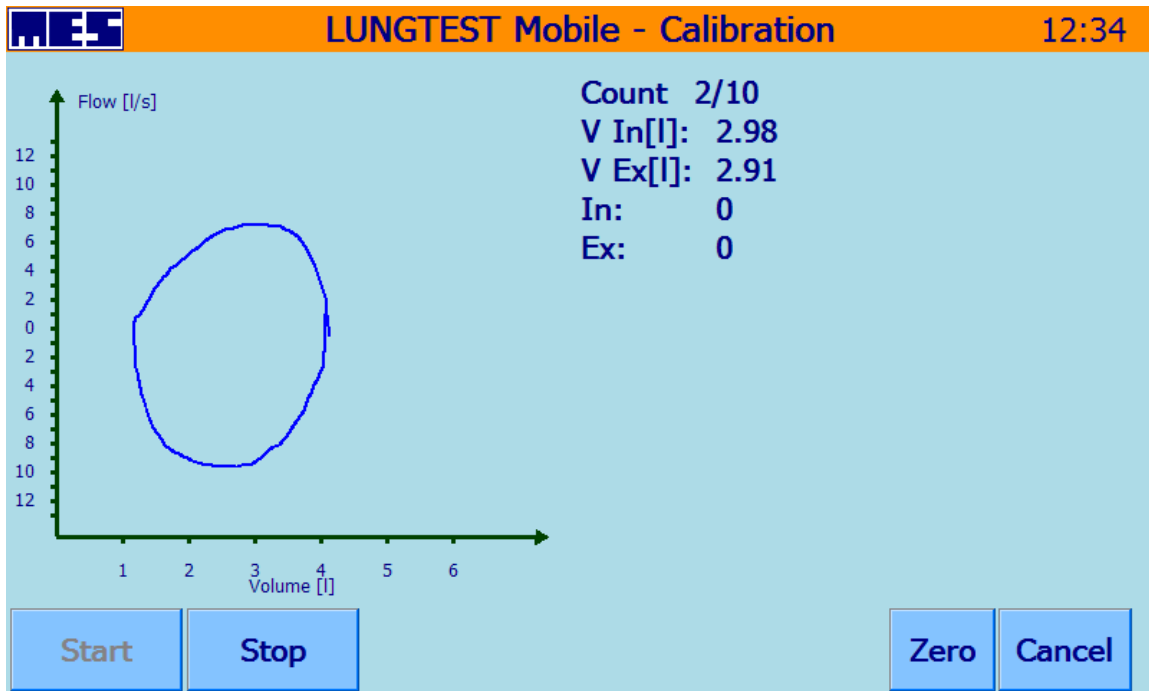 MES LUNGTEST Mobile - Calibration 12:34
Flow [l/s]
12
10
8
6
4
2
0
2
4
6
8
10
12
1 2 3 4 5 6
Volume [l]
Count 2/10
V In[l]: 2.98
V Ex[l]: 2.91
In: 0
Ex: 0
Start Stop Zero Cancel